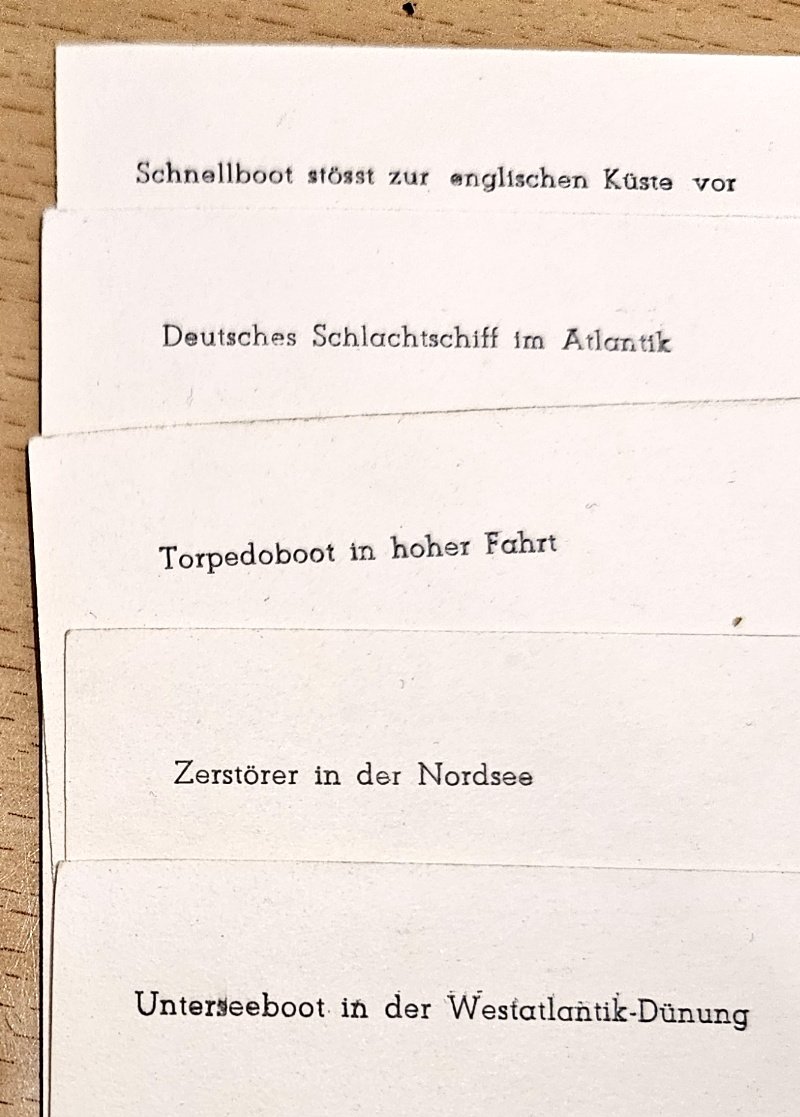 Schnellboot stösst zur englischen Küste vor
Deutsches Schlachtschiff im Atlantik
Torpedoboot in hoher Fahrt
Zerstörer in der Nordsee
Unterseeboot in der Westatlantik-Dünung